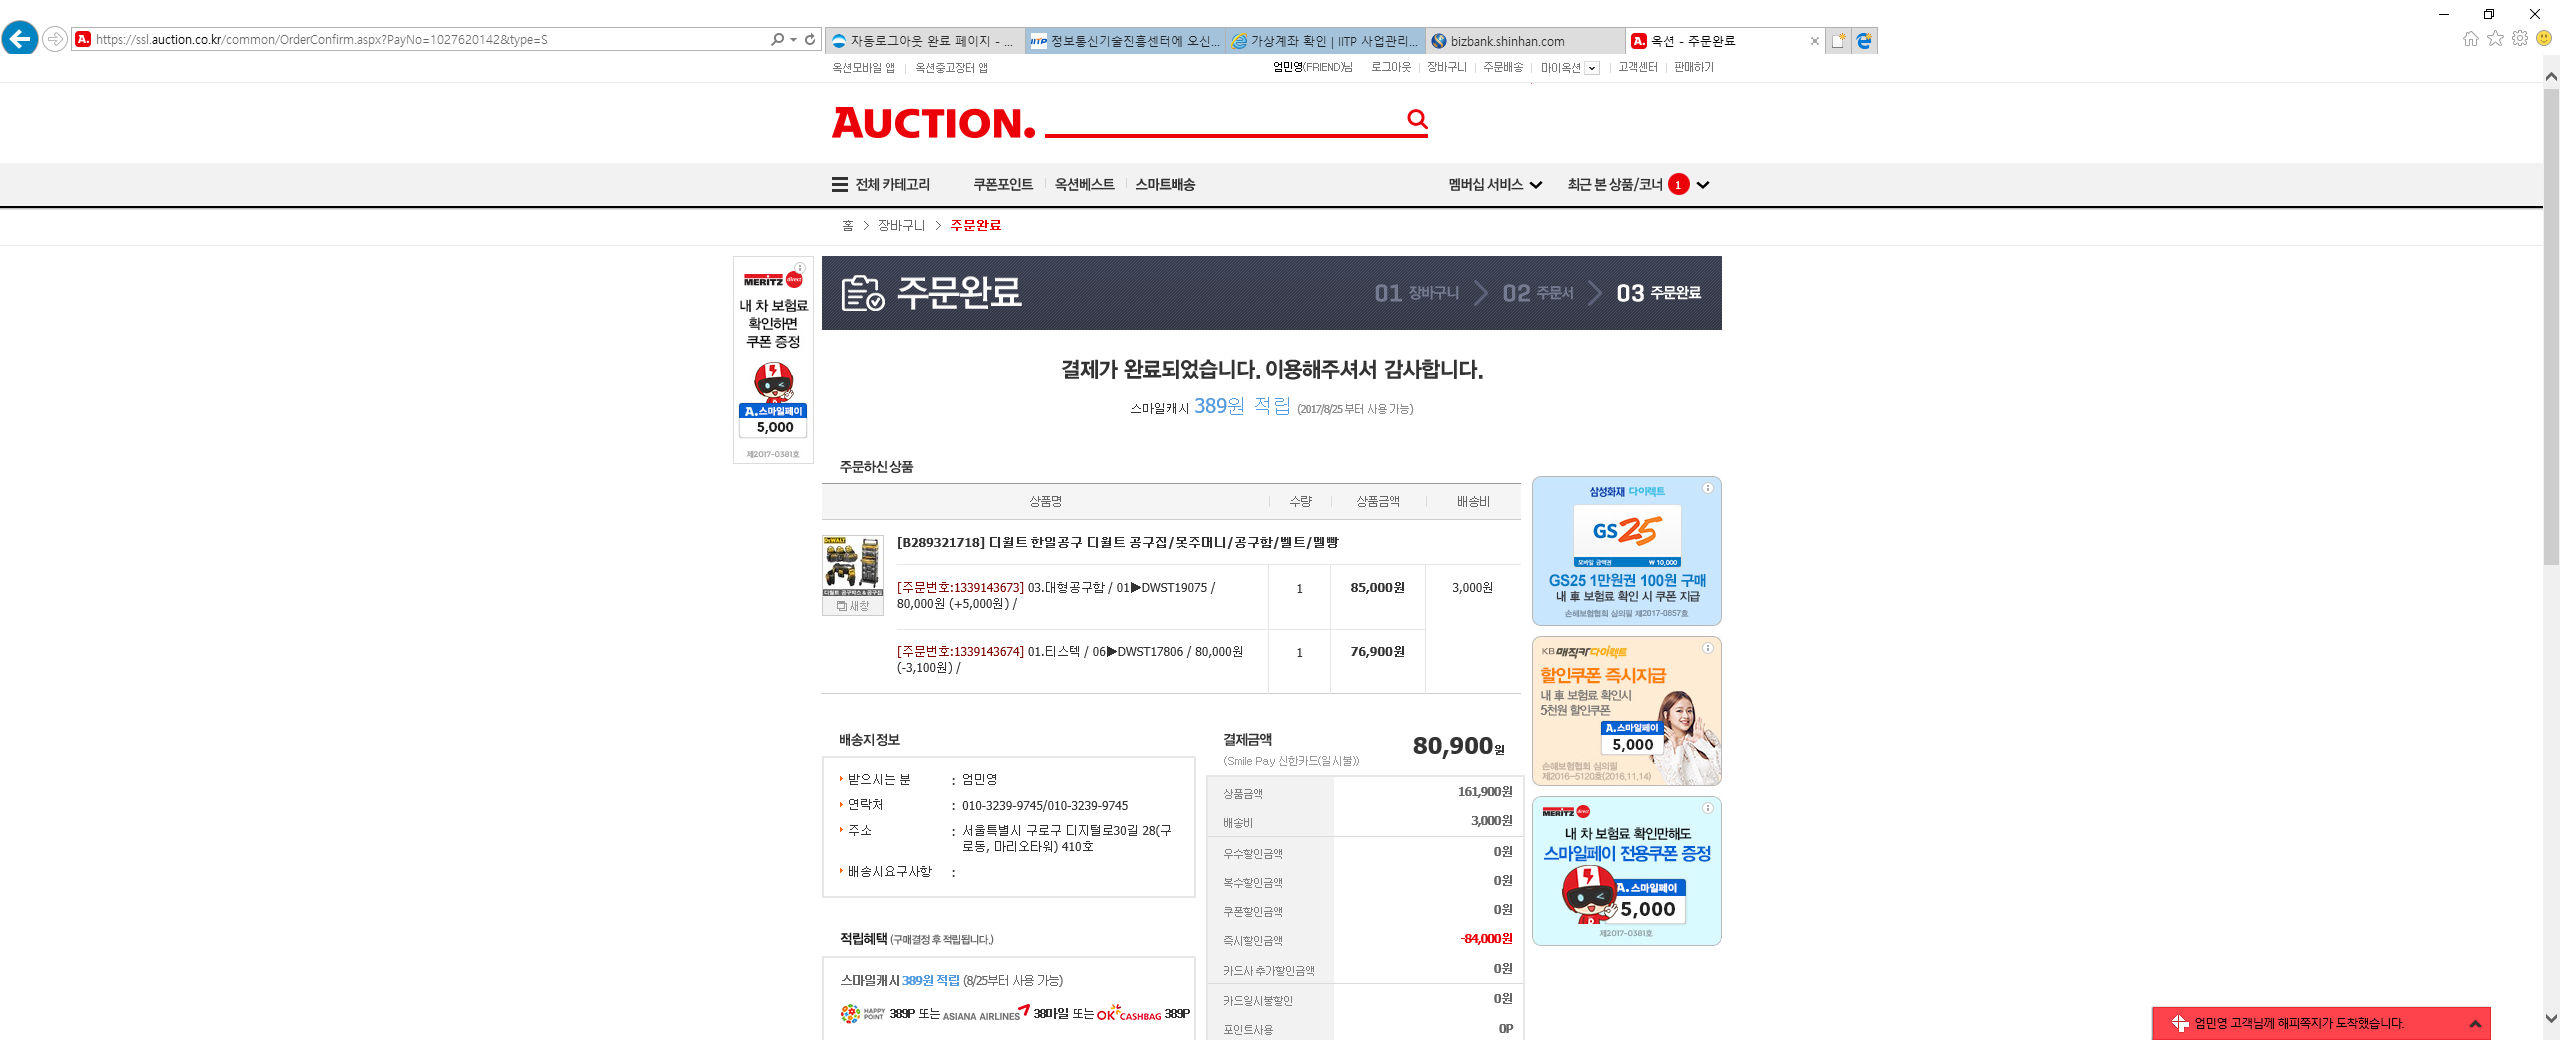 https://ssl.auction.co.kr/common/OrderConfirm.aspx?PayNo=1027620142&type=S
자동로그아웃 완료 페이지 - ...
IITP 정보통신기술진흥센터에 오신...
가상계좌 확인 | IITP 사업관리...
bizbank.shinhan.com
A. 옥션 - 주문완료
옥션모바일 앱 | 옥션중고장터 앱
엄민영(FRIEND)님 로그아웃 | 장바구니 | 주문배송 | 마이옥션 | 고객센터 | 판매하기
AUCTION.
전체 카테고리 쿠폰포인트 | 옥션베스트 | 스마트배송
멤버십 서비스 최근 본 상품/코너 1
홈 > 장바구니 > 주문완료
MERITZ direct
내 차 보험료
확인하면
쿠폰 증정
A.스마일페이
5,000
제2017-0381호
주문완료
01 장바구니 > 02 주문서 > 03 주문완료
결제가 완료되었습니다. 이용해주셔서 감사합니다.
스마일캐시 389원 적립 (2017/8/25 부터 사용 가능)
주문하신 상품
상품명 수량 상품금액 배송비
DEWALT
디월트 공구박스 & 공구집
새창
[B289321718] 디월트 한일공구 디월트 공구집/못주머니/공구함/벨트/멜빵
[주문번호:1339143673] 03.대형공구함 / 01▶DWST19075 /
80,000원 (+5,000원) /
1 85,000원 3,000원
[주문번호:1339143674] 01.티스텍 / 06▶DWST17806 / 80,000원
(-3,100원) /
1 76,900원
배송지정보
받으시는 분 : 엄민영
연락처 : 010-3239-9745/010-3239-9745
주소 : 서울특별시 구로구 디지털로30길 28(구
로동, 마리오타워) 410호
배송시요구사항 :
적립혜택 (구매결정 후 적립됩니다.)
스마일캐시 389원 적립 (8/25부터 사용 가능)
HAPPY POINT 389P 또는 ASIANA AIRLINES 38마일 또는 OK CASHBAG 389P
결제금액 80,900원
(Smile Pay 신한카드(일시불))
상품금액 161,900원
배송비 3,000원
우수할인금액 0원
복수할인금액 0원
쿠폰할인금액 0원
즉시할인금액 -84,000원
카드사 추가할인금액 0원
카드일시불할인 0원
포인트사용 0P
삼성화재 다이렉트
GS25
모바일 금액권 ₩ 10,000
GS25 1만원권 100원 구매
내 車 보험료 확인 시 쿠폰 지급
손해보험협회 심의필 제2017-0857호
KB매직카다이렉트
할인쿠폰 즉시지급
내 車 보험료 확인시
5천원 할인쿠폰
A.스마일페이
5,000
손해보험협회 심의필
제2016-5120호(2016.11.14)
MERITZ direct
내 차 보험료 확인만해도
스마일페이 전용쿠폰 증정
A.스마일페이
5,000
제2017-0381호
엄민영 고객님께 해피쪽지가 도착했습니다.